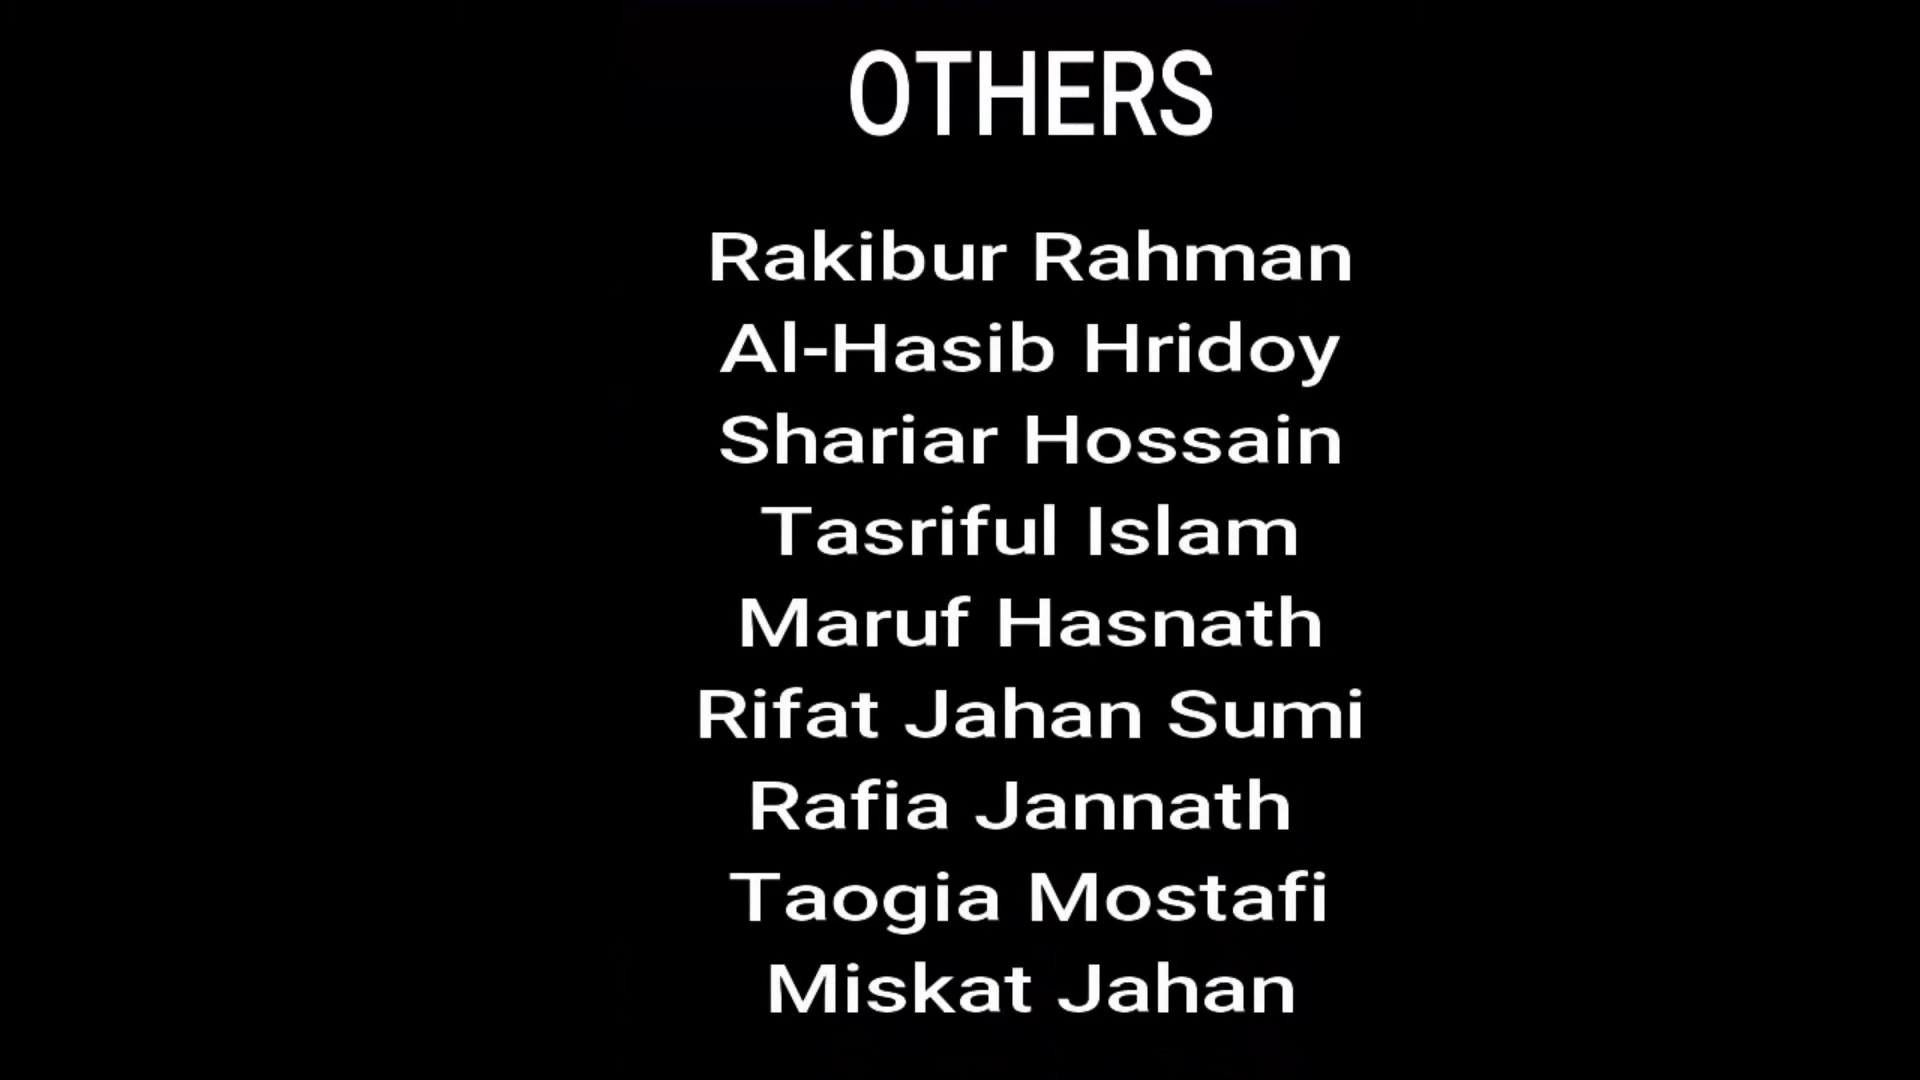 OTHERS
Rakibur Rahman
Al-Hasib Hridoy
Shariar Hossain
Tasriful Islam
Maruf Hasnath
Rifat Jahan Sumi
Rafia Jannath
Taogia Mostafi
Miskat Jahan